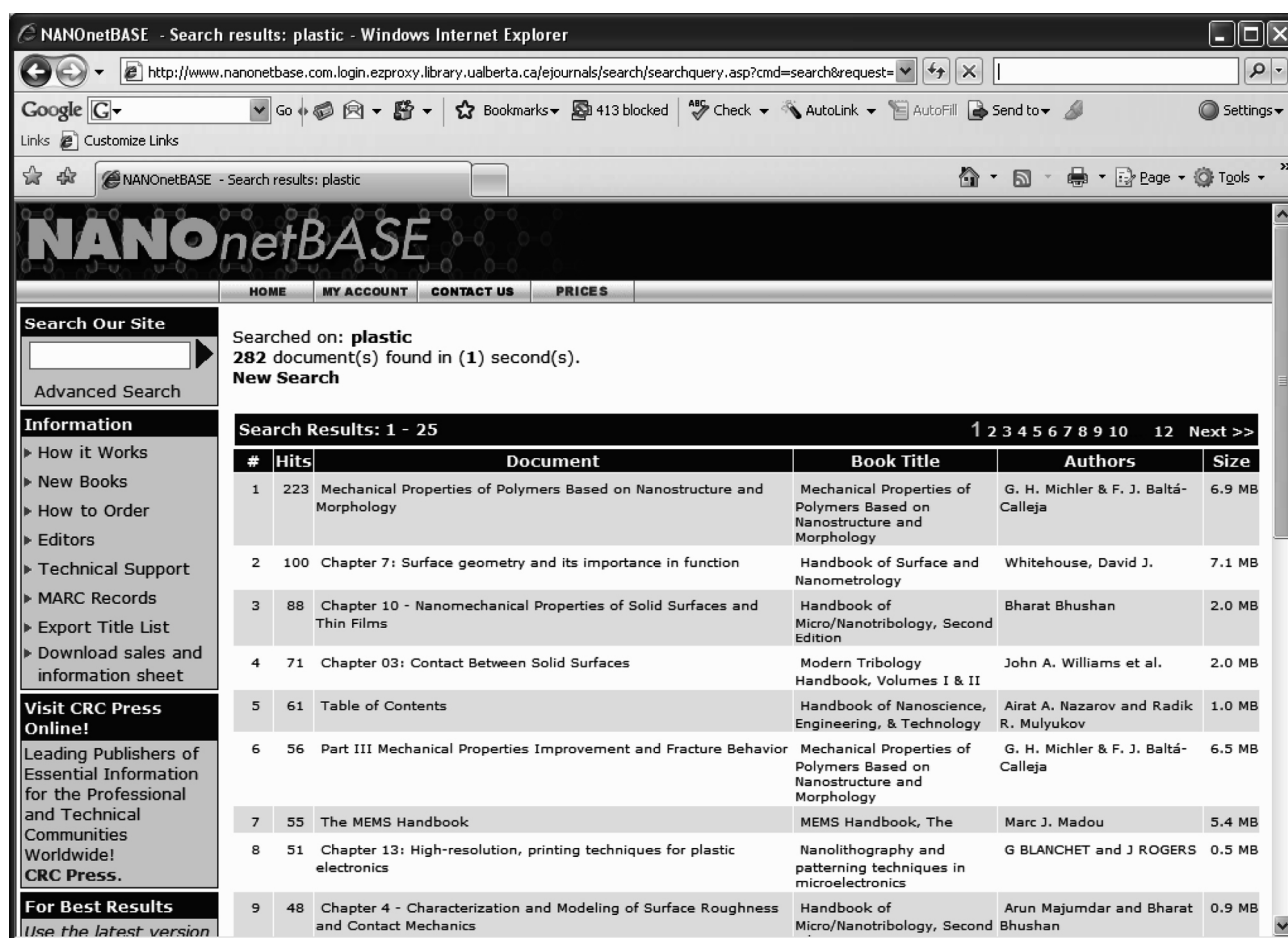 NANOnetBASE - Search results: plastic - Windows Internet Explorer
http://www.nanonetbase.com.login.ezproxy.library.ualberta.ca/ejournals/search/searchquery.asp?cmd=search&request=
Google G Go Bookmarks 413 blocked ABC Check AutoLink AutoFill Send to Settings
Links Customize Links
NANOnetBASE - Search results: plastic Page Tools »
NANOnetBASE
HOME MY ACCOUNT CONTACT US PRICES
Search Our Site
Advanced Search
Information
How it Works
New Books
How to Order
Editors
Technical Support
MARC Records
Export Title List
Download sales and
information sheet
Visit CRC Press
Online!
Leading Publishers of
Essential Information
for the Professional
and Technical
Communities
Worldwide!
CRC Press.
For Best Results
Use the latest version
Searched on: plastic
282 document(s) found in (1) second(s).
New Search
Search Results: 1 - 25 1 2 3 4 5 6 7 8 9 10 12 Next >>
# Hits Document Book Title Authors Size
1 223 Mechanical Properties of Polymers Based on Nanostructure and Mechanical Properties of G. H. Michler & F. J. Baltá- 6.9 MB
Morphology Polymers Based on Calleja
Nanostructure and
Morphology
2 100 Chapter 7: Surface geometry and its importance in function Handbook of Surface and Whitehouse, David J. 7.1 MB
Nanometrology
3 88 Chapter 10 - Nanomechanical Properties of Solid Surfaces and Handbook of Bharat Bhushan 2.0 MB
Thin Films Micro/Nanotribology, Second
Edition
4 71 Chapter 03: Contact Between Solid Surfaces Modern Tribology John A. Williams et al. 2.0 MB
Handbook, Volumes I & II
5 61 Table of Contents Handbook of Nanoscience, Airat A. Nazarov and Radik 1.0 MB
Engineering, & Technology R. Mulyukov
6 56 Part III Mechanical Properties Improvement and Fracture Behavior Mechanical Properties of G. H. Michler & F. J. Baltá- 6.5 MB
Polymers Based on Calleja
Nanostructure and
Morphology
7 55 The MEMS Handbook MEMS Handbook, The Marc J. Madou 5.4 MB
8 51 Chapter 13: High-resolution, printing techniques for plastic Nanolithography and G BLANCHET and J ROGERS 0.5 MB
electronics patterning techniques in
microelectronics
9 48 Chapter 4 - Characterization and Modeling of Surface Roughness Handbook of Arun Majumdar and Bharat 0.9 MB
and Contact Mechanics Micro/Nanotribology, Second Bhushan